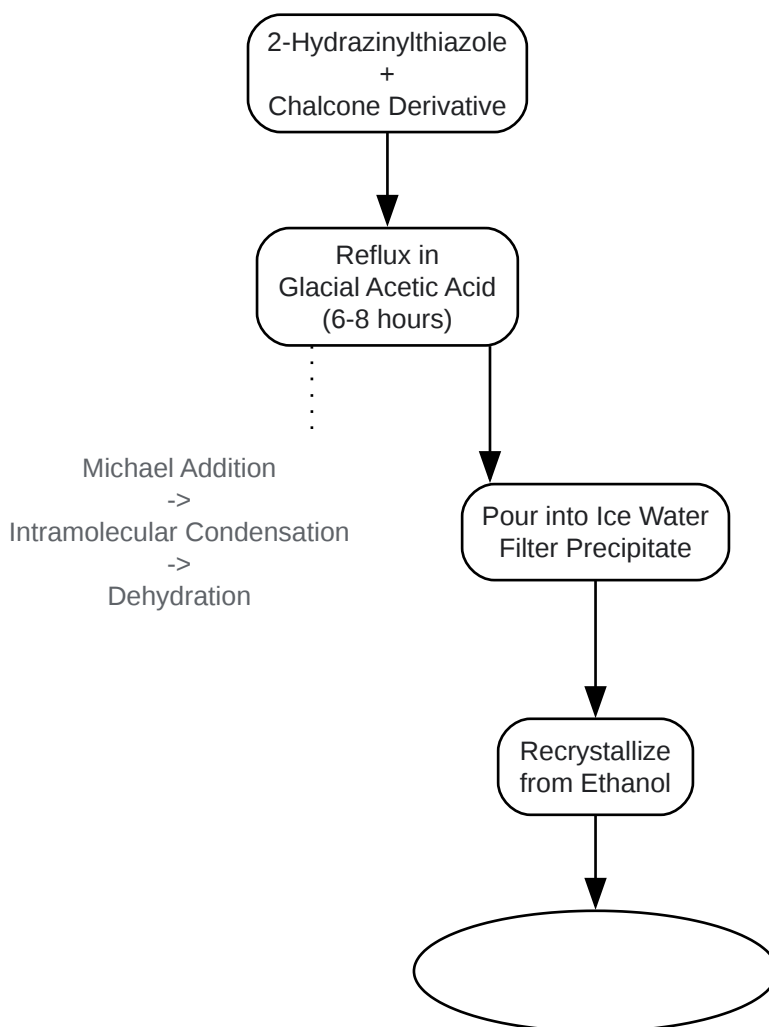 2-Hydrazinylthiazole
+
Chalcone Derivative
Reflux in
Glacial Acetic Acid
(6-8 hours)
Michael Addition
->
Intramolecular Condensation
->
Dehydration
Pour into Ice Water
Filter Precipitate
Recrystallize
from Ethanol